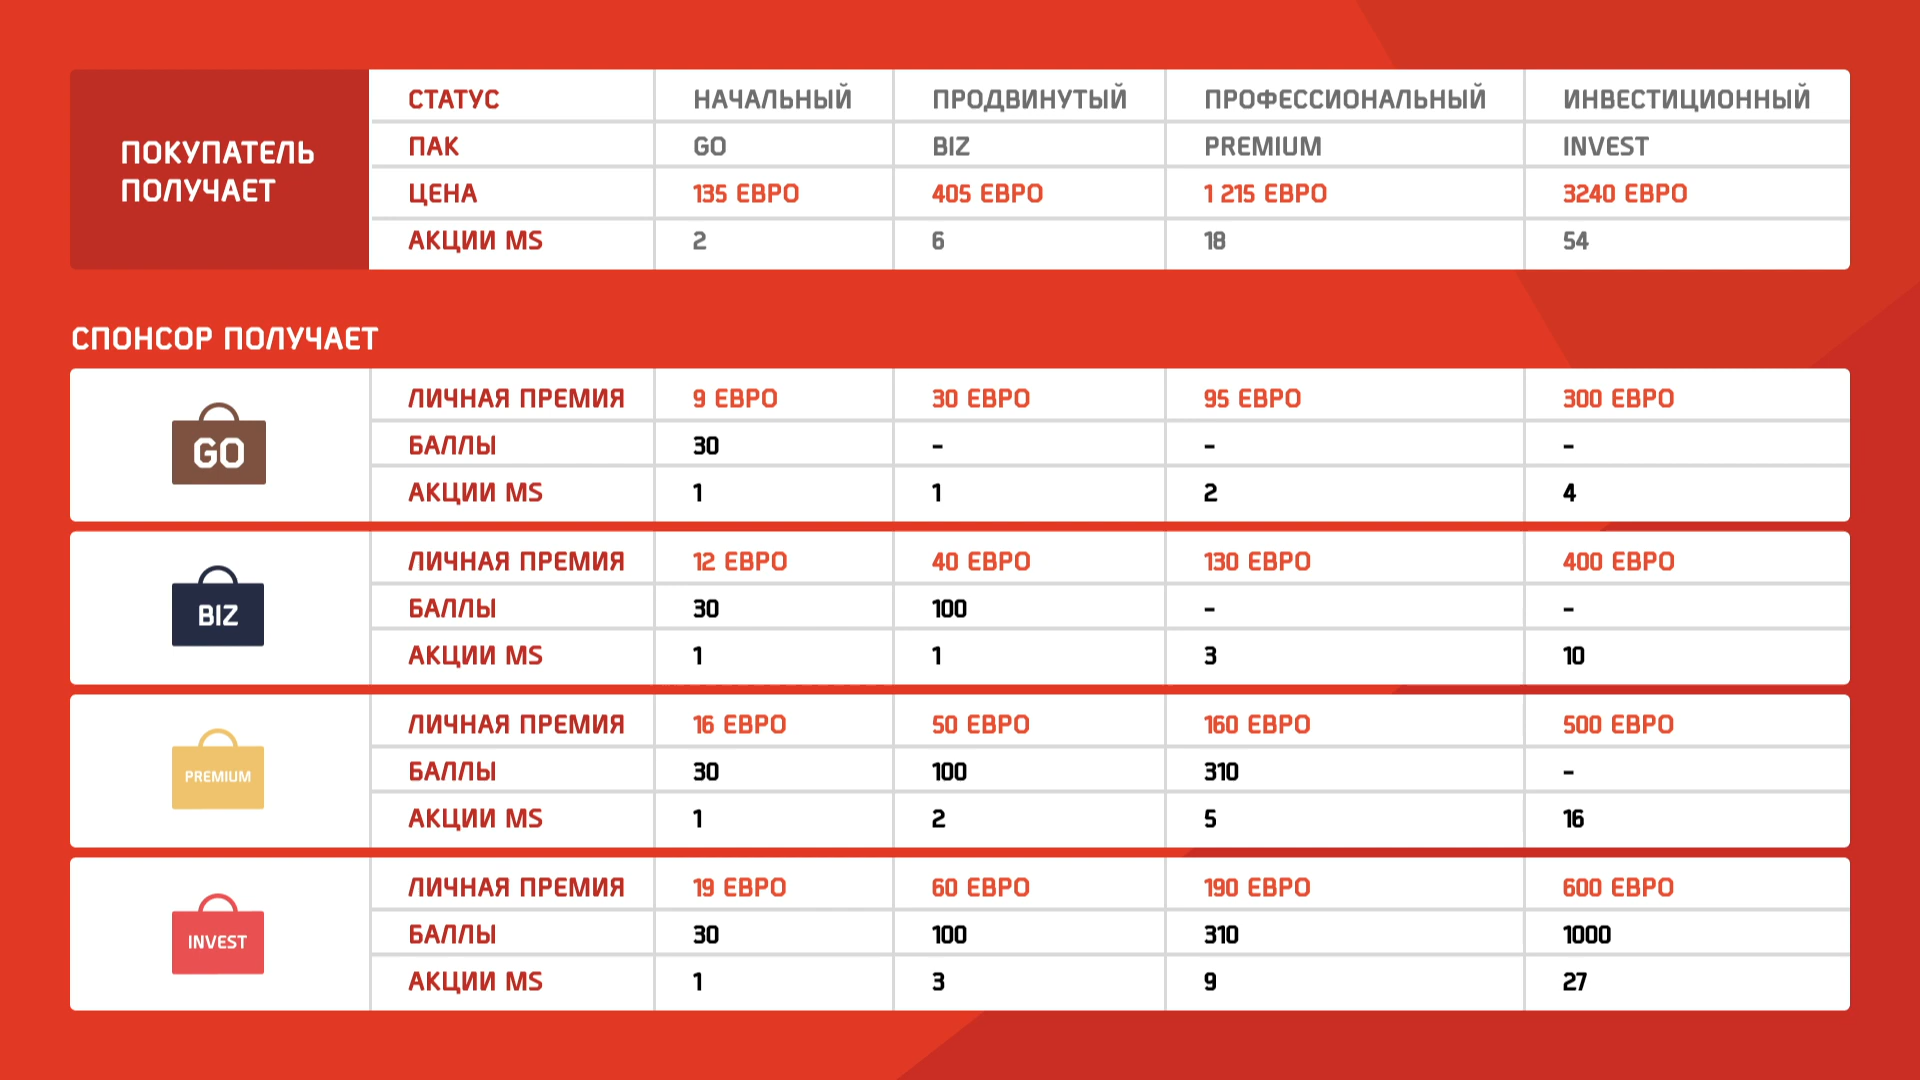 ПОКУПАТЕЛЬ
ПОЛУЧАЕТ
СТАТУС НАЧАЛЬНЫЙ ПРОДВИНУТЫЙ ПРОФЕССИОНАЛЬНЫЙ ИНВЕСТИЦИОННЫЙ
ПАК GO BIZ PREMIUM INVEST
ЦЕНА 135 ЕВРО 405 ЕВРО 1 215 ЕВРО 3240 ЕВРО
АКЦИИ MS 2 6 18 54
СПОНСОР ПОЛУЧАЕТ
GO
ЛИЧНАЯ ПРЕМИЯ 9 ЕВРО 30 ЕВРО 95 ЕВРО 300 ЕВРО
БАЛЛЫ 30 – – –
АКЦИИ MS 1 1 2 4
BIZ
ЛИЧНАЯ ПРЕМИЯ 12 ЕВРО 40 ЕВРО 130 ЕВРО 400 ЕВРО
БАЛЛЫ 30 100 – –
АКЦИИ MS 1 1 3 10
PREMIUM
ЛИЧНАЯ ПРЕМИЯ 16 ЕВРО 50 ЕВРО 160 ЕВРО 500 ЕВРО
БАЛЛЫ 30 100 310 –
АКЦИИ MS 1 2 5 16
INVEST
ЛИЧНАЯ ПРЕМИЯ 19 ЕВРО 60 ЕВРО 190 ЕВРО 600 ЕВРО
БАЛЛЫ 30 100 310 1000
АКЦИИ MS 1 3 9 27